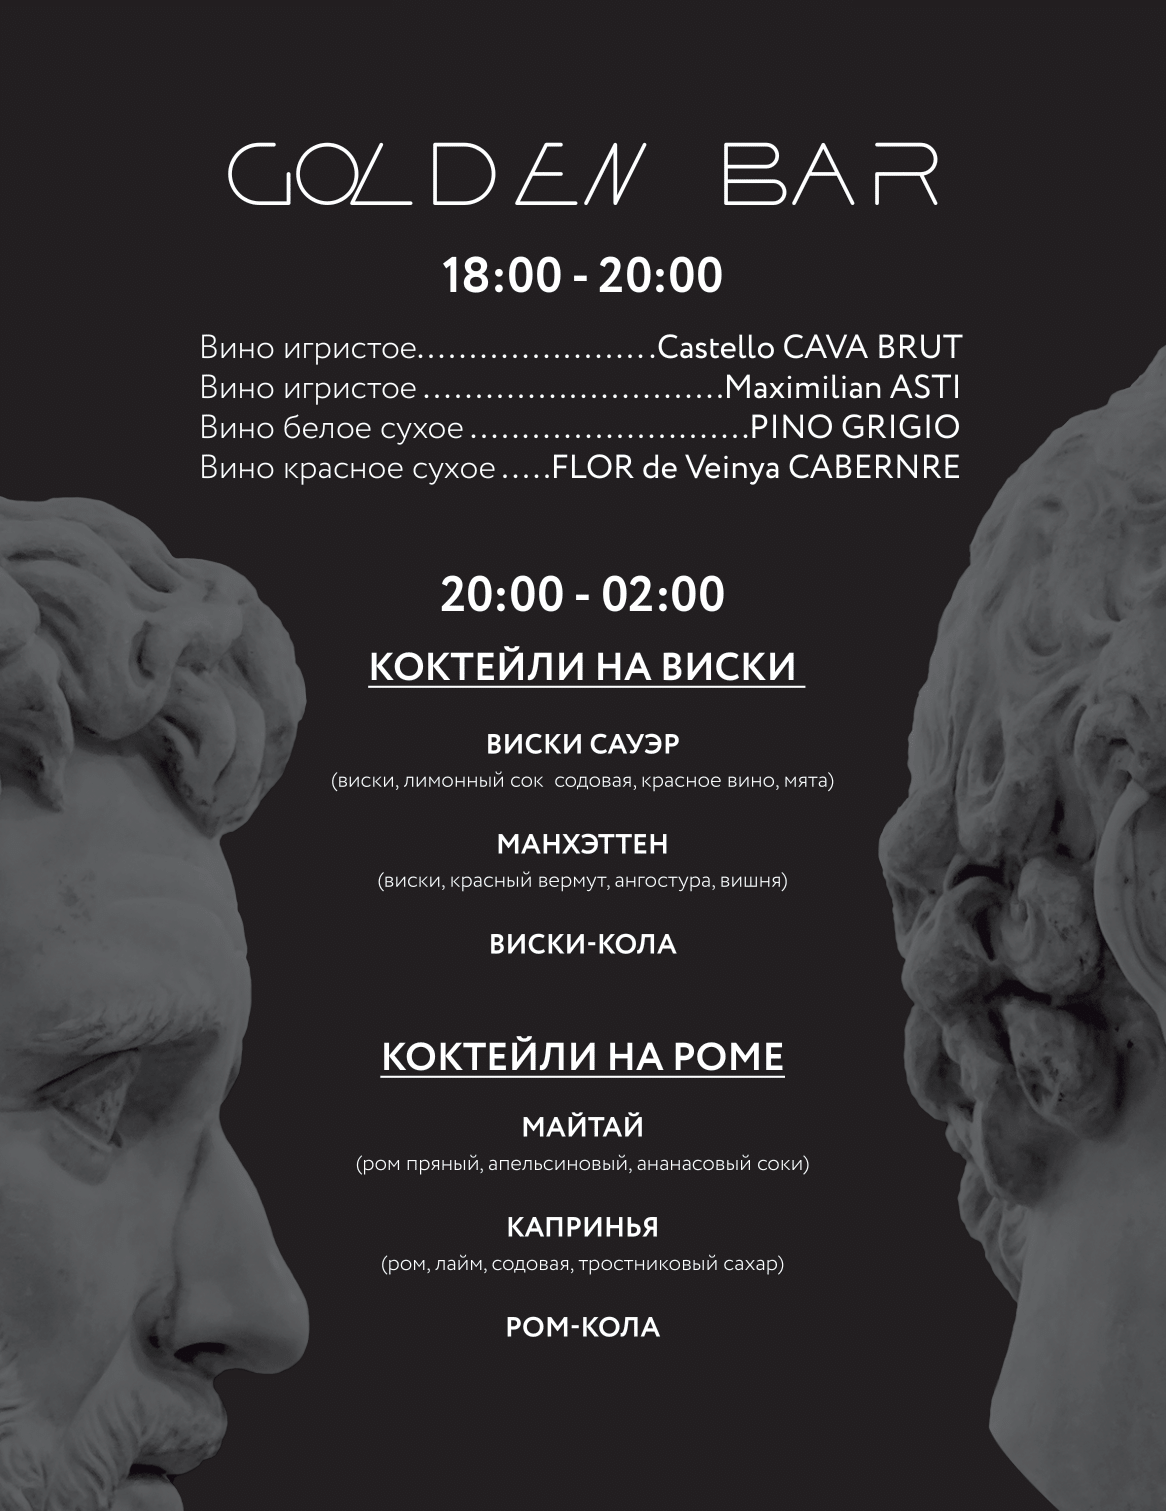 GOLDEN BAR
18:00 - 20:00
Вино игристое......................Castello CAVA BRUT
Вино игристое ............................Maximilian ASTI
Вино белое сухое ..........................PINO GRIGIO
Вино красное сухое .....FLOR de Veinya CABERNRE
20:00 - 02:00
КОКТЕЙЛИ НА ВИСКИ
ВИСКИ САУЭР
(виски, лимонный сок  содовая, красное вино, мята)
МАНХЭТТЕН
(виски, красный вермут, ангостура, вишня)
ВИСКИ-КОЛА
КОКТЕЙЛИ НА РОМЕ
МАЙТАЙ
(ром пряный, апельсиновый, ананасовый соки)
КАПРИНЬЯ
(ром, лайм, содовая, тростниковый сахар)
РОМ-КОЛА